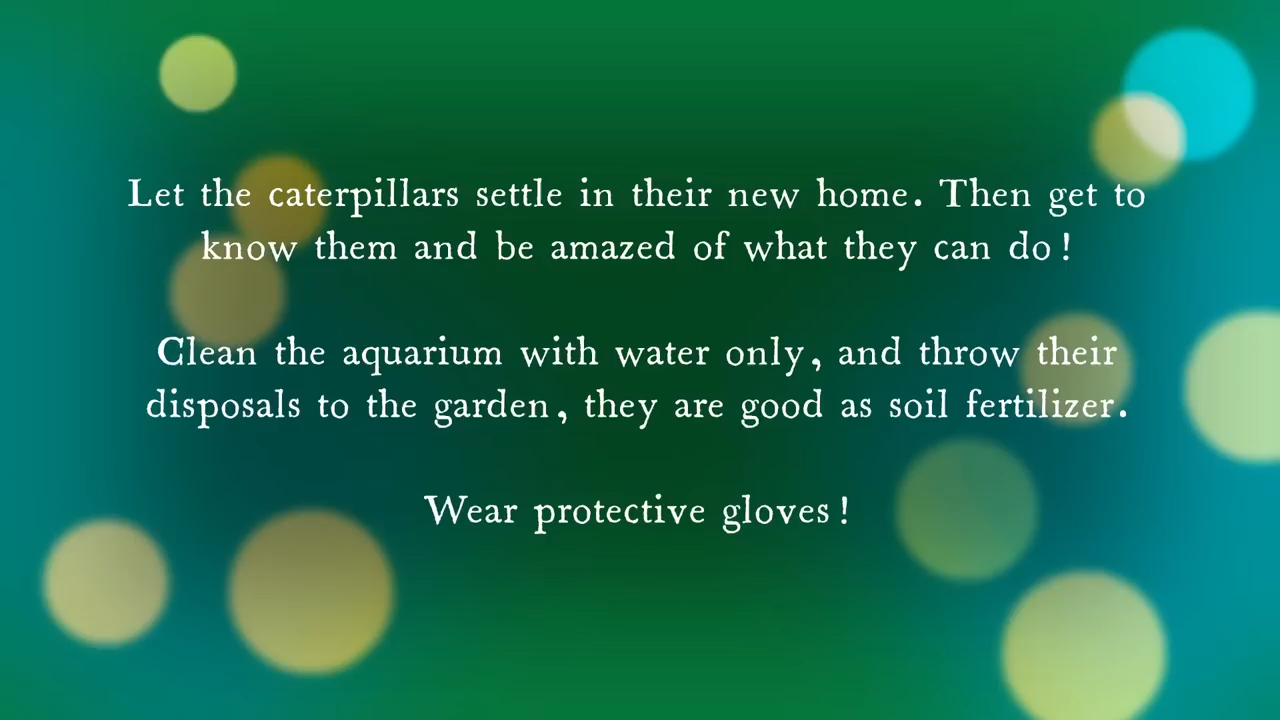 Let the caterpillars settle in their new home. Then get to
know them and be amazed of what they can do!
Clean the aquarium with water only, and throw their
disposals to the garden, they are good as soil fertilizer.
Wear protective gloves!